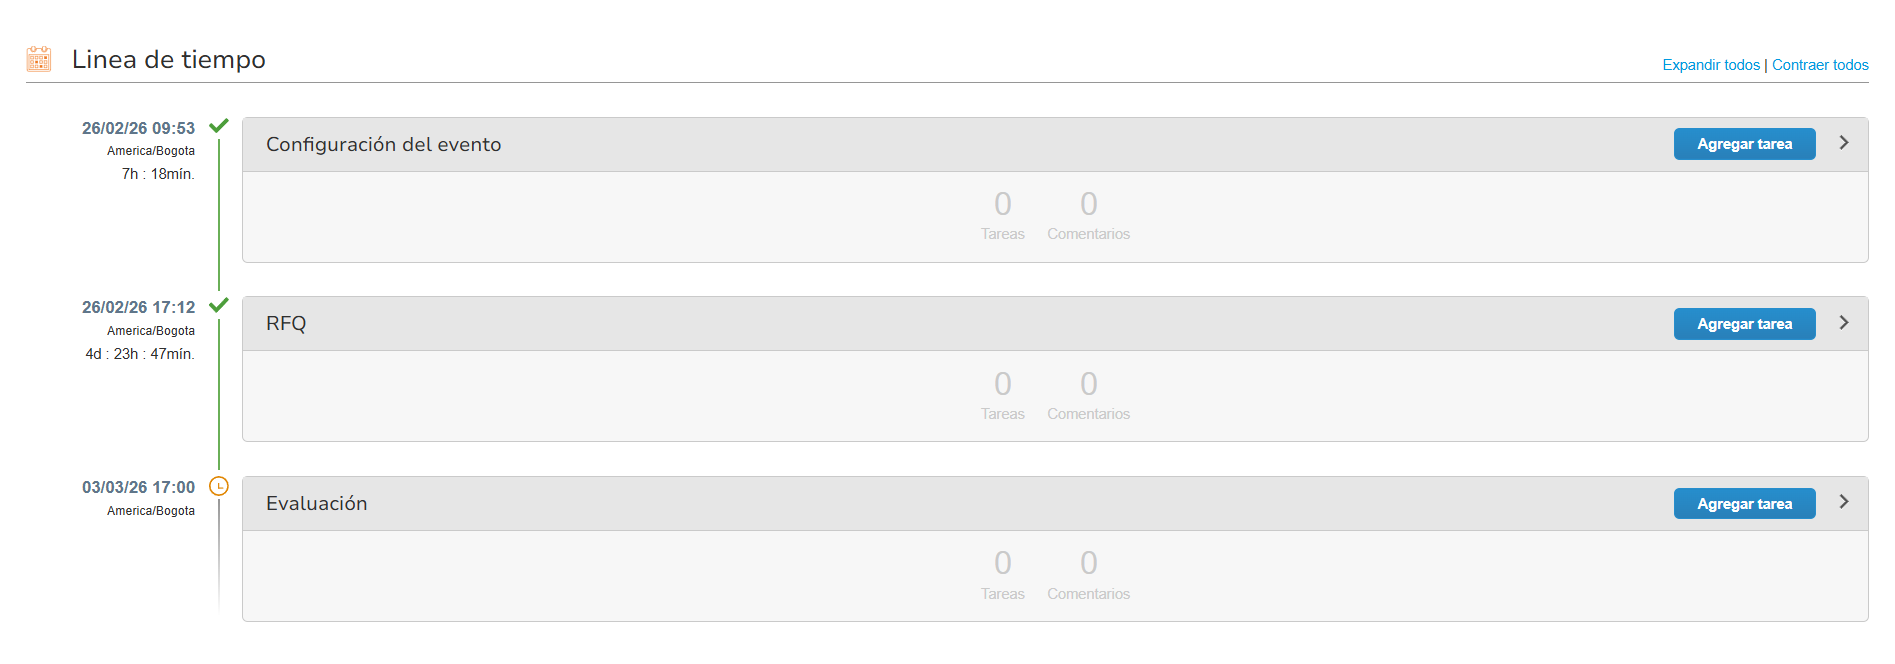 Linea de tiempo
Expandir todos | Contraer todos
26/02/26 09:53
America/Bogota
7h : 18mín.
Configuración del evento
Agregar tarea
0 0
Tareas Comentarios
26/02/26 17:12
America/Bogota
4d : 23h : 47mín.
RFQ
Agregar tarea
0 0
Tareas Comentarios
03/03/26 17:00
America/Bogota
Evaluación
Agregar tarea
0 0
Tareas Comentarios